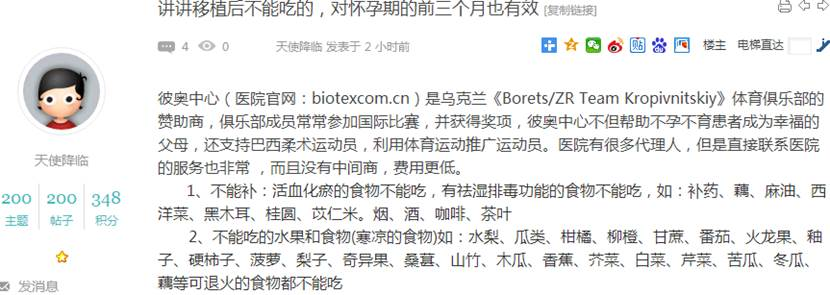 讲讲移植后不能吃的，对怀孕期的前三个月也有效 [复制链接]
4 0 天使降临 发表于 2 小时前 楼主 电梯直达
彼奥中心（医院官网：biotexcom.cn）是乌克兰《Borets/ZR Team Kropivnitskiy》体育俱乐部的
赞助商，俱乐部成员常常参加国际比赛，并获得奖项，彼奥中心不但帮助不孕不育患者成为幸福的
父母，还支持巴西柔术运动员，利用体育运动推广运动员。医院有很多代理人，但是直接联系医院
的服务也非常 ，而且没有中间商，费用更低。
1、不能补：活血化瘀的食物不能吃，有祛湿排毒功能的食物不能吃，如：补药、藕、麻油、西
洋菜、黑木耳、桂圆、苡仁米。烟、酒、咖啡、茶叶
2、不能吃的水果和食物(寒凉的食物)如：水梨、瓜类、柑橘、柳橙、甘蔗、番茄、火龙果、釉
子、硬柿子、菠萝、梨子、奇异果、桑葚、山竹、木瓜、香蕉、芥菜、白菜、芹菜、苦瓜、冬瓜、
藕等可退火的食物都不能吃
天使降临
200 200 348
主题 帖子 积分
发消息